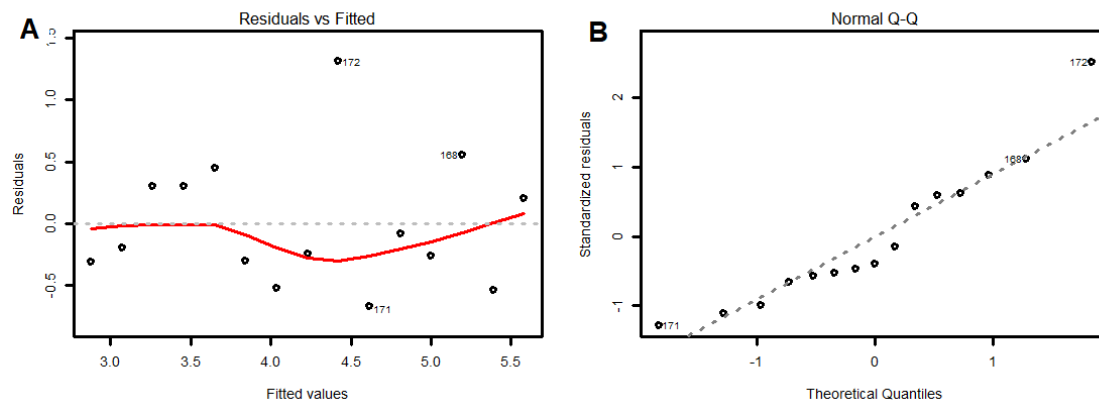 A
Residuals vs Fitted
Residuals
1.5
1.0
0.5
0.0
-0.5
172
168
171
3.0 3.5 4.0 4.5 5.0 5.5
Fitted values
B
Normal Q-Q
Standardized residuals
2
1
0
-1
172
168
171
-1 0 1
Theoretical Quantiles